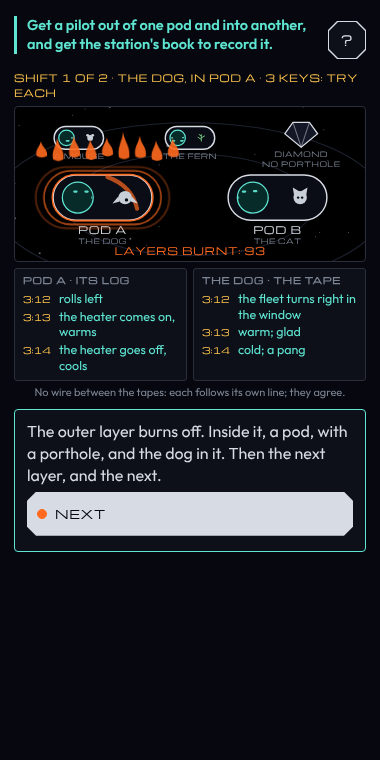 Get a pilot out of one pod and into another,
and get the station's book to record it.
?
SHIFT 1 OF 2 · THE DOG, IN POD A · 3 KEYS: TRY
EACH
THE FERN
DIAMOND
NO PORTHOLE
POD A
THE DOG
POD B
THE CAT
LAYERS BURNT: 93
POD A · ITS LOG
3:12 rolls left
3:13 the heater comes on,
warms
3:14 the heater goes off,
cools
THE DOG · THE TAPE
3:12 the fleet turns right in
the window
3:13 warm; glad
3:14 cold; a pang
No wire between the tapes: each follows its own line; they agree.
The outer layer burns off. Inside it, a pod, with
a porthole, and the dog in it. Then the next
layer, and the next.
NEXT